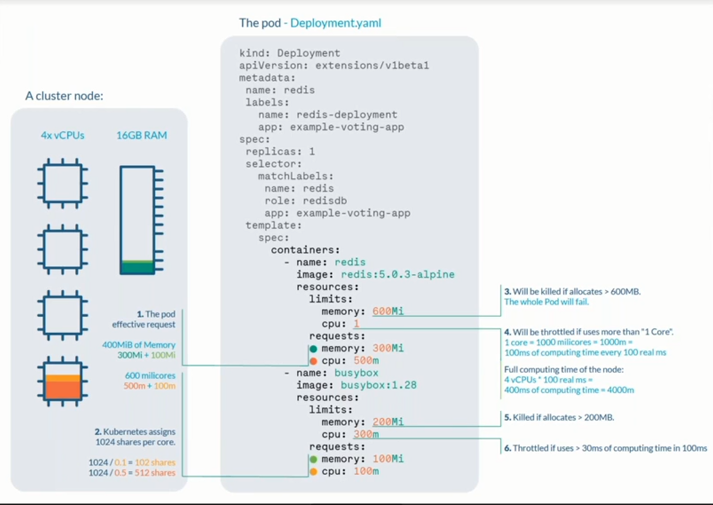 The pod - Deployment.yaml
kind: Deployment
apiVersion: extensions/v1beta1
metadata:
name: redis
labels:
name: redis-deployment
app: example-voting-app
spec:
replicas: 1
selector:
matchLabels:
name: redis
role: redisdb
app: example-voting-app
template:
spec:
containers:
- name: redis
image: redis:5.0.3-alpine
resources:
limits:
memory: 600Mi
cpu: 1
requests:
memory: 300Mi
cpu: 500m
- name: busybox
image: busybox:1.28
resources:
limits:
memory: 200Mi
cpu: 300m
requests:
memory: 100Mi
cpu: 100m
A cluster node:
4x vCPUs
16GB RAM
1. The pod
effective request
400MiB of Memory
300Mi + 100Mi
600 millcores
500m + 100m
2. Kubernetes assigns
1024 shares per core.
1024 / 0.1 = 102 shares
1024 / 0.5 = 512 shares
3. Will be killed if allocates > 600MB.
The whole Pod will fail.
4. Will be throttled if uses more than "1 Core".
1 core = 1000 milicores = 1000m =
100ms of computing time every 100 real ms
Full computing time of the node:
4 vCPUs * 100 real ms =
400ms of computing time = 4000m
5. Killed if allocates > 200MB.
6. Throttled if uses > 30ms of computing time in 100ms